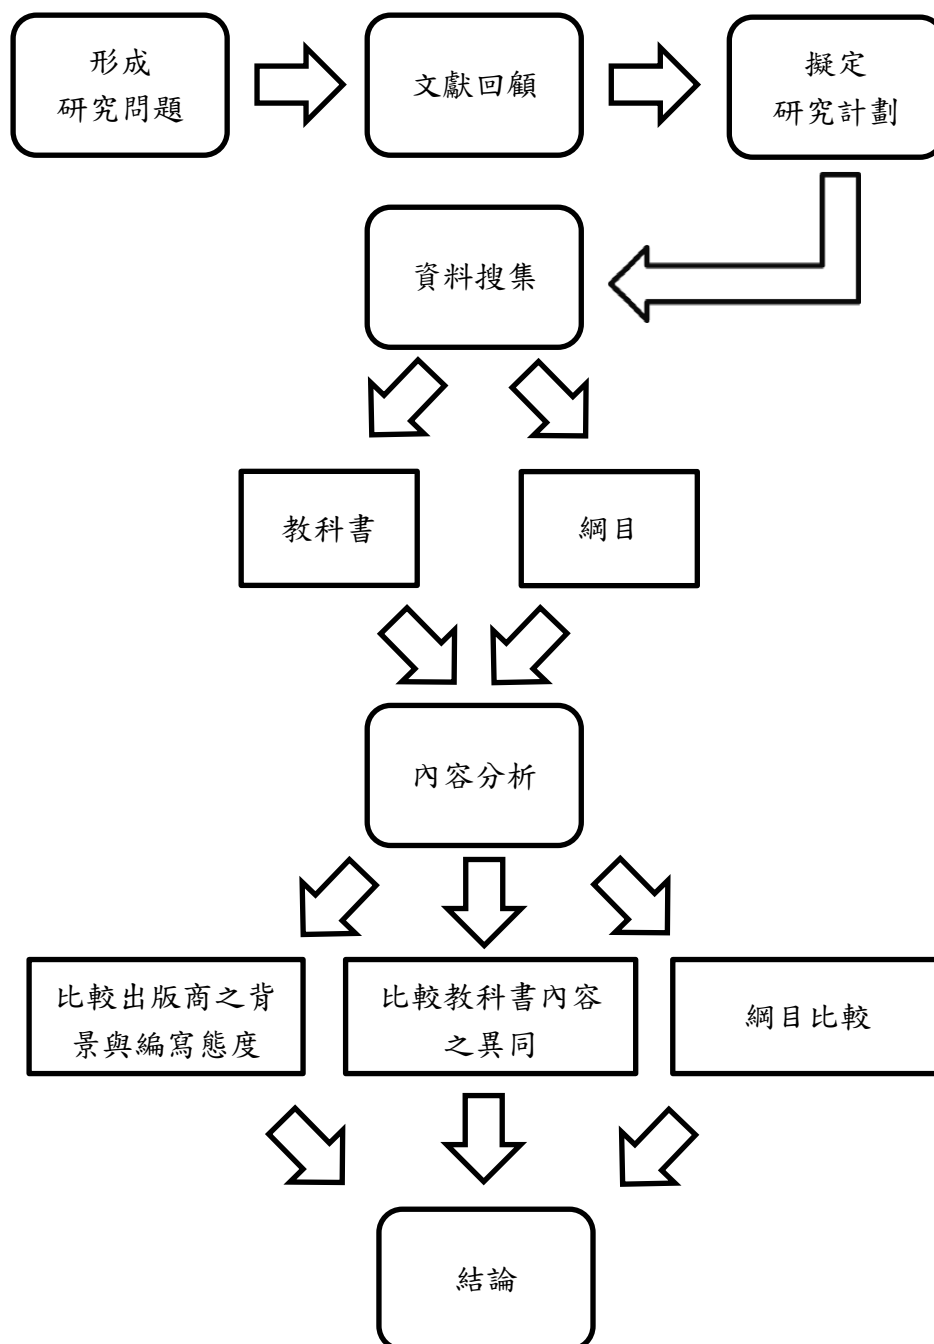 形成
研究問題
文獻回顧
擬定
研究計劃
資料搜集
教科書
綱目
內容分析
比較出版商之背
景與編寫態度
比較教科書內容
之異同
綱目比較
結論